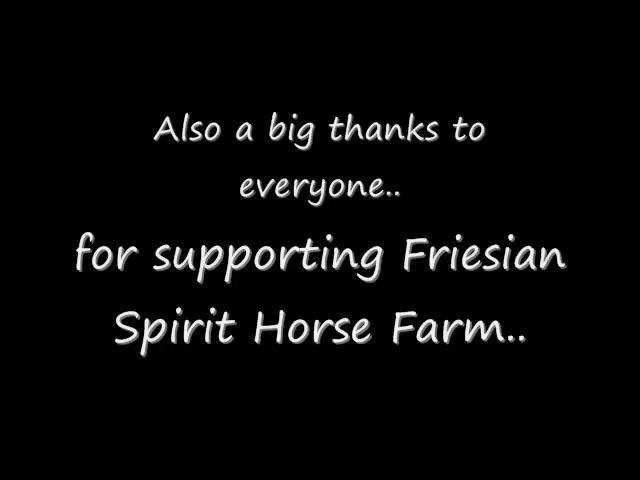 Also a big thanks to
everyone..
for supporting Friesian
Spirit Horse Farm..